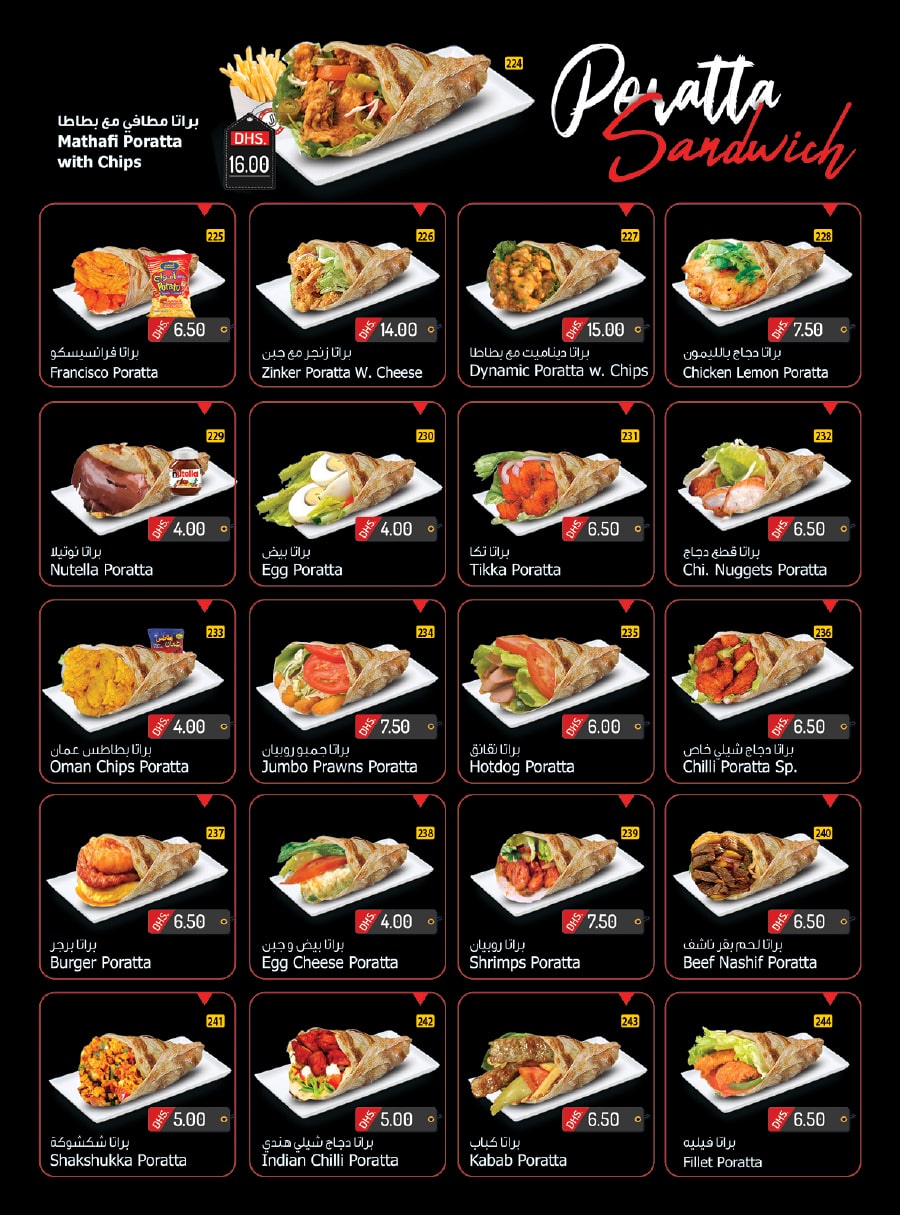 224
Poratta
Sandwich
براتا مطافي مع بطاطا
Mathafi Poratta
with Chips
DHS.
16.00
225
DHS. 6.50
براتا فرانسيسكو
Francisco Poratta
226
DHS. 14.00
براتا زنجر مع جبن
Zinker Poratta W. Cheese
227
DHS. 15.00
براتا ديناميت مع بطاطا
Dynamic Poratta w. Chips
228
DHS. 7.50
براتا دجاج بالليمون
Chicken Lemon Poratta
229
nutella
DHS. 4.00
براتا نوتيلا
Nutella Poratta
230
DHS. 4.00
براتا بيض
Egg Poratta
231
DHS. 6.50
براتا تكا
Tikka Poratta
232
DHS. 6.50
براتا قطع دجاج
Chi. Nuggets Poratta
233
DHS. 4.00
براتا بطاطس عمان
Oman Chips Poratta
234
DHS. 7.50
براتا جمبو روبيان
Jumbo Prawns Poratta
235
DHS. 6.00
براتا نقانق
Hotdog Poratta
236
DHS. 6.50
براتا دجاج شيلي خاص
Chilli Poratta Sp.
237
DHS. 6.50
براتا برجر
Burger Poratta
238
DHS. 4.00
براتا بيض و جبن
Egg Cheese Poratta
239
DHS. 7.50
براتا روبيان
Shrimps Poratta
240
DHS. 6.50
براتا لحم بقر ناشف
Beef Nashif Poratta
241
DHS. 5.00
براتا شكشوكة
Shakshukka Poratta
242
DHS. 5.00
براتا دجاج شيلي هندي
Indian Chilli Poratta
243
DHS. 6.50
براتا كباب
Kabab Poratta
244
DHS. 6.50
براتا فيليه
Fillet Poratta